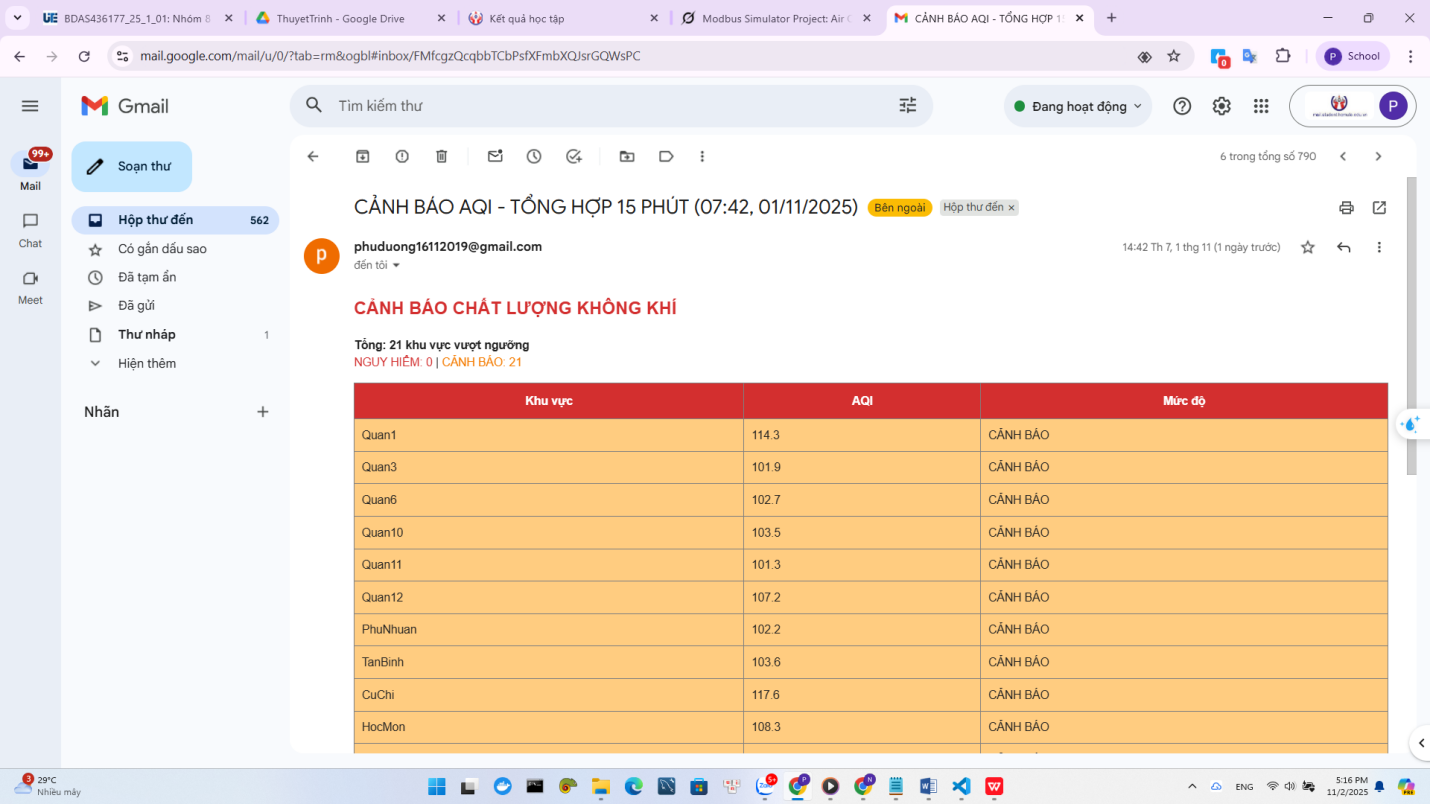 BDAS436177_25_1_01: Nhóm 8
ThuyetTrinh - Google Drive
Kết quả học tập
Modbus Simulator Project: Air
CẢNH BÁO AQI - TỔNG HỢP 1
mail.google.com/mail/u/0/?tab=rm&ogbl#inbox/FMfcgzQcqbbTCbPsfXFmbXQJsrGQWsPC
0
P School
Gmail
Tìm kiếm thư
Đang hoạt động
P
99+
Mail
Chat
Meet
Soạn thư
Hộp thư đến 562
Có gắn dấu sao
Đã tạm ẩn
Đã gửi
Thư nháp 1
Hiện thêm
Nhãn
6 trong tổng số 790
CẢNH BÁO AQI - TỔNG HỢP 15 PHÚT (07:42, 01/11/2025) Bên ngoài Hộp thư đến ×
p
phuduong16112019@gmail.com
14:42 Th 7, 1 thg 11 (1 ngày trước)
đến tôi
CẢNH BÁO CHẤT LƯỢNG KHÔNG KHÍ
Tổng: 21 khu vực vượt ngưỡng
NGUY HIỂM: 0 | CẢNH BÁO: 21
Khu vực AQI Mức độ
Quan1 114.3 CẢNH BÁO
Quan3 101.9 CẢNH BÁO
Quan6 102.7 CẢNH BÁO
Quan10 103.5 CẢNH BÁO
Quan11 101.3 CẢNH BÁO
Quan12 107.2 CẢNH BÁO
PhuNhuan 102.2 CẢNH BÁO
TanBinh 103.6 CẢNH BÁO
CuChi 117.6 CẢNH BÁO
HocMon 108.3 CẢNH BÁO
3
29°C
Nhiều mây
Zalo
5+
P
N
W
ENG
5:16 PM
11/2/2025
PRE